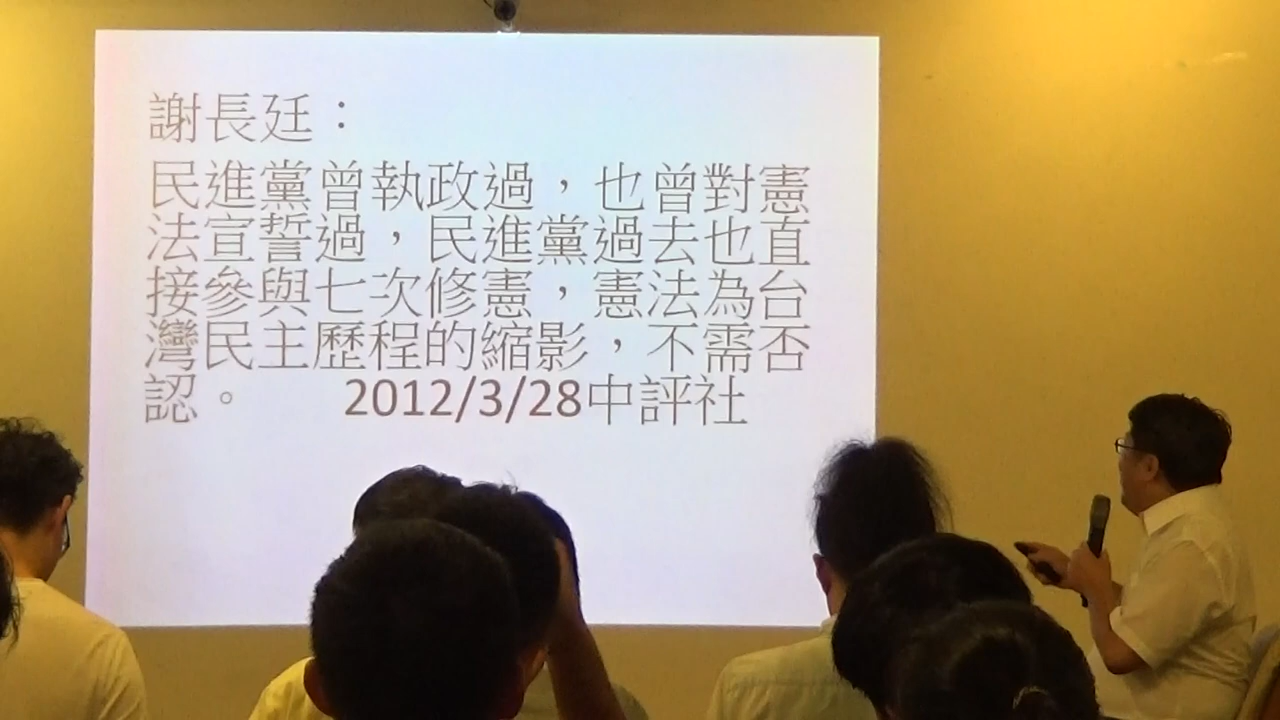 謝長廷：
民進黨曾執政過，也曾對憲
法宣誓過，民進黨過去也直
接參與七次修憲，憲法為台
灣民主歷程的縮影，不需否
認。 2012/3/28中評社